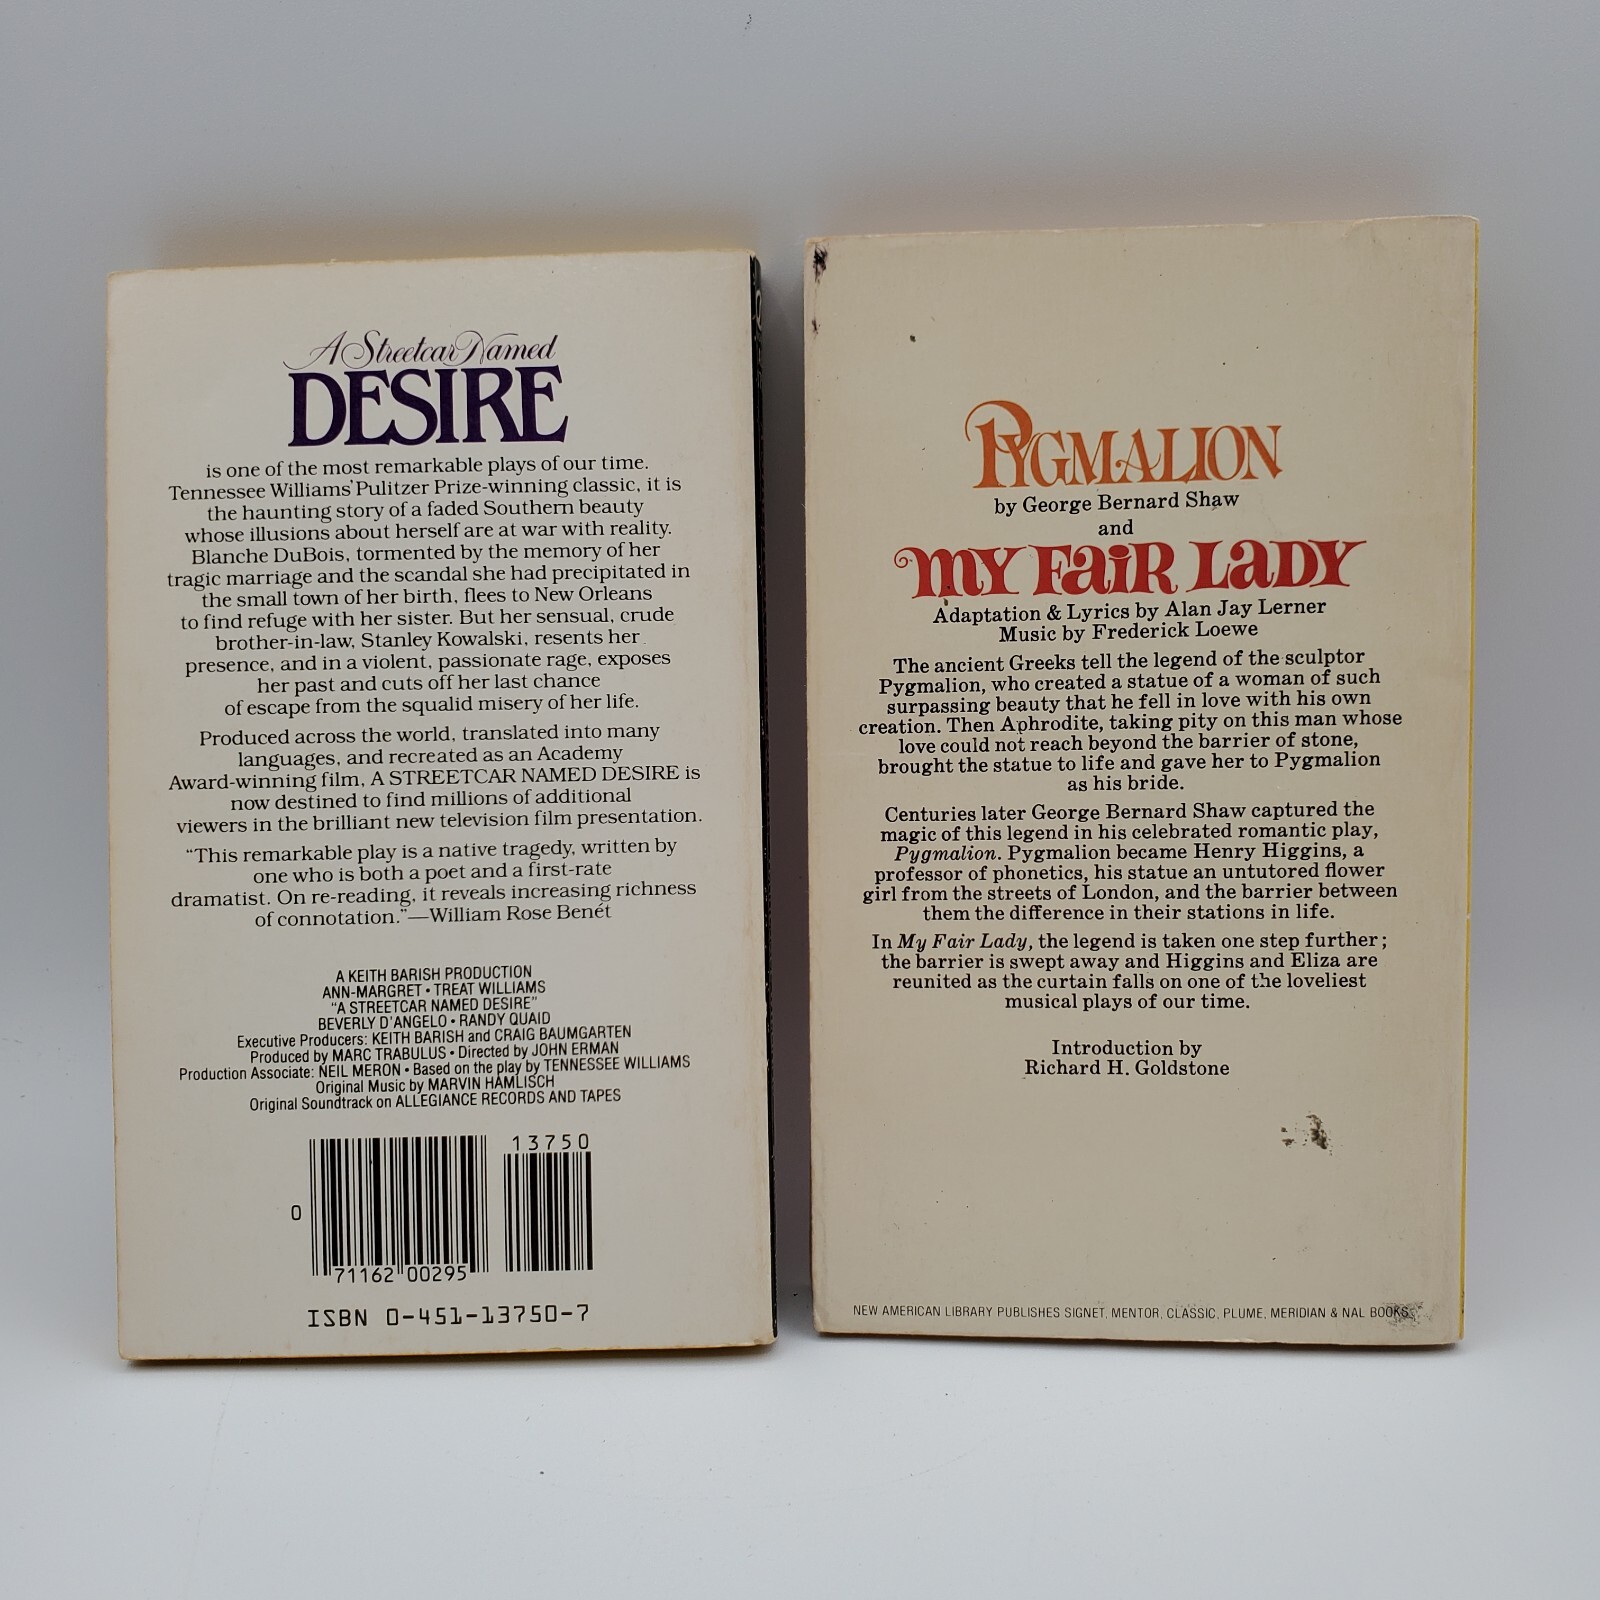 A Streetcar Named
DESIRE
is one of the most remarkable plays of our time.
Tennessee Williams' Pulitzer Prize-winning classic, it is
the haunting story of a faded Southern beauty
whose illusions about herself are at war with reality.
Blanche DuBois, tormented by the memory of her
tragic marriage and the scandal she had precipitated in
the small town of her birth, flees to New Orleans
to find refuge with her sister. But her sensual, crude
brother-in-law, Stanley Kowalski, resents her
presence, and in a violent, passionate rage, exposes
her past and cuts off her last chance
of escape from the squalid misery of her life.
Produced across the world, translated into many
languages, and recreated as an Academy
Award-winning film, A STREETCAR NAMED DESIRE is
now destined to find millions of additional
viewers in the brilliant new television film presentation.
“This remarkable play is a native tragedy, written by
one who is both a poet and a first-rate
dramatist. On re-reading, it reveals increasing richness
of connotation.”—William Rose Benét
A KEITH BARISH PRODUCTION
ANN-MARGRET • TREAT WILLIAMS
"A STREETCAR NAMED DESIRE"
BEVERLY D'ANGELO • RANDY QUAID
Executive Producers: KEITH BARISH and CRAIG BAUMGARTEN
Produced by MARC TRABULUS • Directed by JOHN ERMAN
Production Associate: NEIL MERON • Based on the play by TENNESSEE WILLIAMS
Original Music by MARVIN HAMLISCH
Original Soundtrack on ALLEGIANCE RECORDS AND TAPES
13750
0
71162 00295
ISBN 0-451-13750-7
PYGMALION
by George Bernard Shaw
and
MY FAIR LADY
Adaptation & Lyrics by Alan Jay Lerner
Music by Frederick Loewe
The ancient Greeks tell the legend of the sculptor
Pygmalion, who created a statue of a woman of such
surpassing beauty that he fell in love with his own
creation. Then Aphrodite, taking pity on this man whose
love could not reach beyond the barrier of stone,
brought the statue to life and gave her to Pygmalion
as his bride.
Centuries later George Bernard Shaw captured the
magic of this legend in his celebrated romantic play,
Pygmalion. Pygmalion became Henry Higgins, a
professor of phonetics, his statue an untutored flower
girl from the streets of London, and the barrier between
them the difference in their stations in life.
In My Fair Lady, the legend is taken one step further;
the barrier is swept away and Higgins and Eliza are
reunited as the curtain falls on one of the loveliest
musical plays of our time.
Introduction by
Richard H. Goldstone
NEW AMERICAN LIBRARY PUBLISHES SIGNET, MENTOR, CLASSIC, PLUME, MERIDIAN & NAL BOOKS